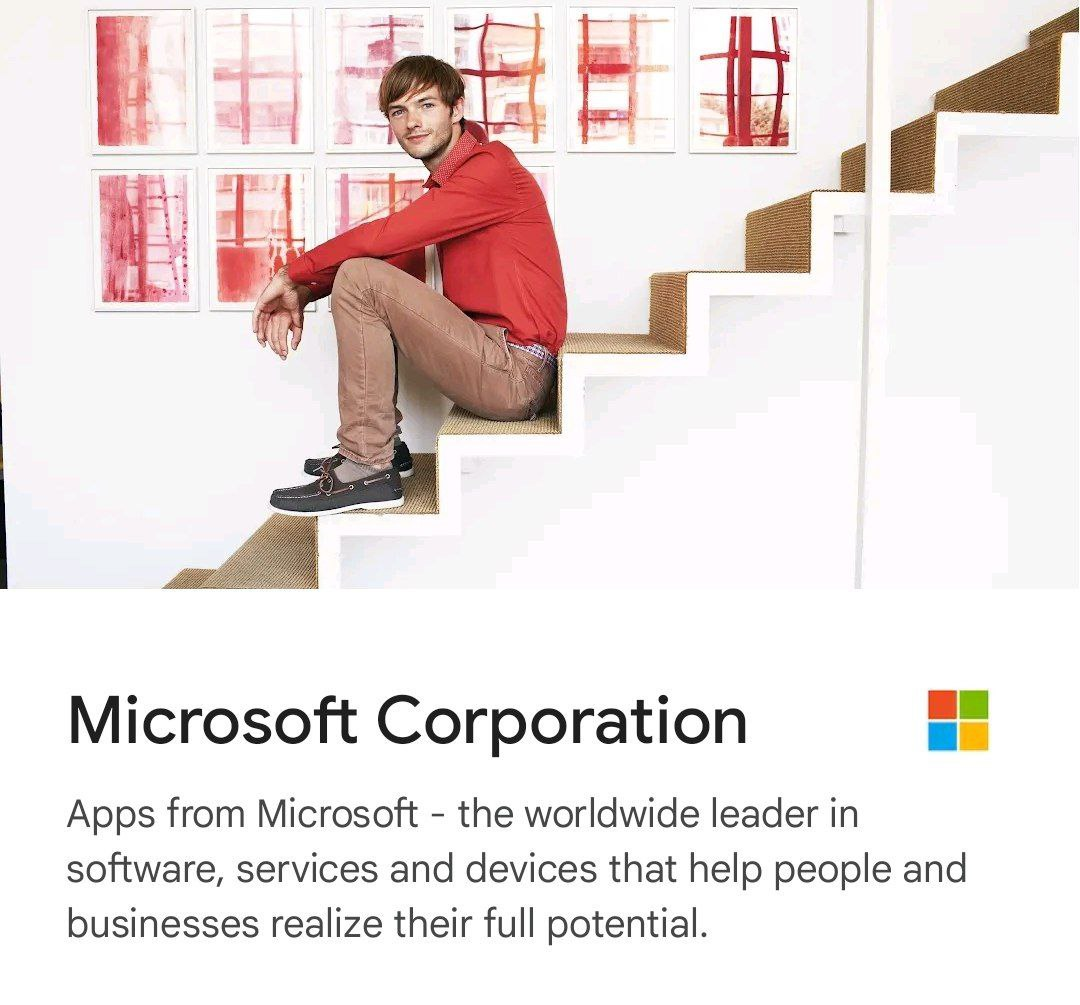 Microsoft Corporation
Apps from Microsoft - the worldwide leader in
software, services and devices that help people and
businesses realize their full potential.